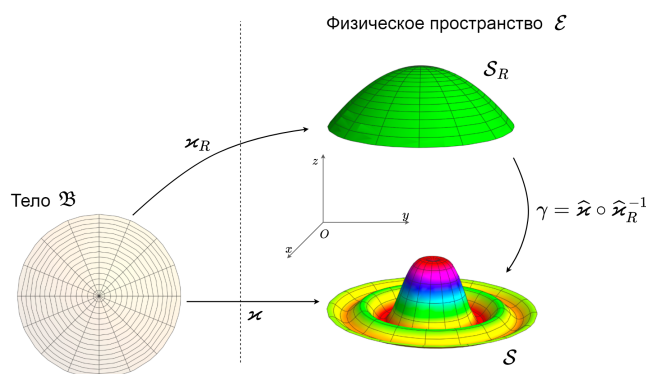 Физическое пространство ℰ
𝒮_R
ϰ_R
z
Тело 𝔅
γ = ϰ̂ ∘ ϰ̂_R^{-1}
y
O
x
ϰ
𝒮